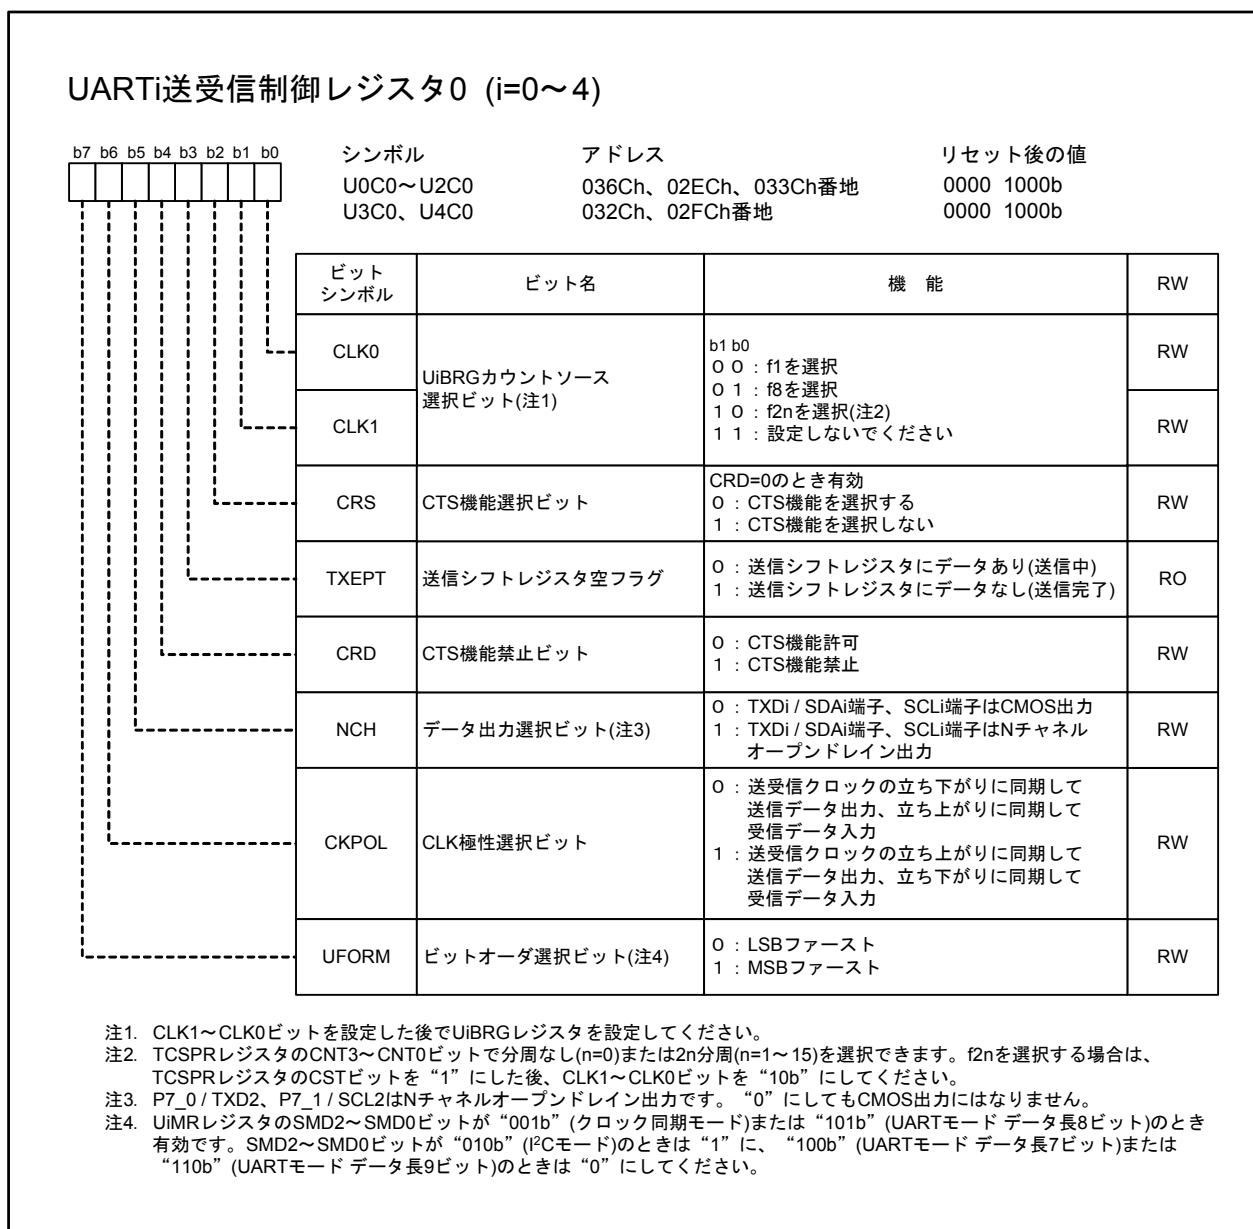 UARTi送受信制御レジスタ0 (i=0～4)
b7 b6 b5 b4 b3 b2 b1 b0
シンボル アドレス リセット後の値
U0C0～U2C0 036Ch、02ECh、033Ch番地 0000 1000b
U3C0、U4C0 032Ch、02FCh番地 0000 1000b
ビット
シンボル
ビット名
機 能
RW
CLK0
CLK1
UiBRGカウントソース
選択ビット(注1)
b1 b0
0 0 : f1を選択
0 1 : f8を選択
1 0 : f2nを選択(注2)
1 1 : 設定しないでください
RW
RW
CRS
CTS機能選択ビット
CRD=0のとき有効
0 : CTS機能を選択する
1 : CTS機能を選択しない
RW
TXEPT
送信シフトレジスタ空フラグ
0 : 送信シフトレジスタにデータあり(送信中)
1 : 送信シフトレジスタにデータなし(送信完了)
RO
CRD
CTS機能禁止ビット
0 : CTS機能許可
1 : CTS機能禁止
RW
NCH
データ出力選択ビット(注3)
0 : TXDi / SDAi端子、SCLi端子はCMOS出力
1 : TXDi / SDAi端子、SCLi端子はNチャネル
オープンドレイン出力
RW
CKPOL
CLK極性選択ビット
0 : 送受信クロックの立ち下がりに同期して
送信データ出力、立ち上がりに同期して
受信データ入力
1 : 送受信クロックの立ち上がりに同期して
送信データ出力、立ち下がりに同期して
受信データ入力
RW
UFORM
ビットオーダ選択ビット(注4)
0 : LSBファースト
1 : MSBファースト
RW
注1. CLK1～CLK0ビットを設定した後でUiBRGレジスタを設定してください。
注2. TCSPRレジスタのCNT3～CNT0ビットで分周なし(n=0)または2n分周(n=1～15)を選択できます。f2nを選択する場合は、
TCSPRレジスタのCSTビットを“1”にした後、CLK1～CLK0ビットを“10b”にしてください。
注3. P7_0 / TXD2、P7_1 / SCL2はNチャネルオープンドレイン出力です。“0”にしてもCMOS出力にはなりません。
注4. UiMRレジスタのSMD2～SMD0ビットが“001b”(クロック同期モード)または“101b”(UARTモード データ長8ビット)のとき
有効です。SMD2～SMD0ビットが“010b”(I²Cモード)のときは“1”に、“100b”(UARTモード データ長7ビット)または
“110b”(UARTモード データ長9ビット)のときは“0”にしてください。